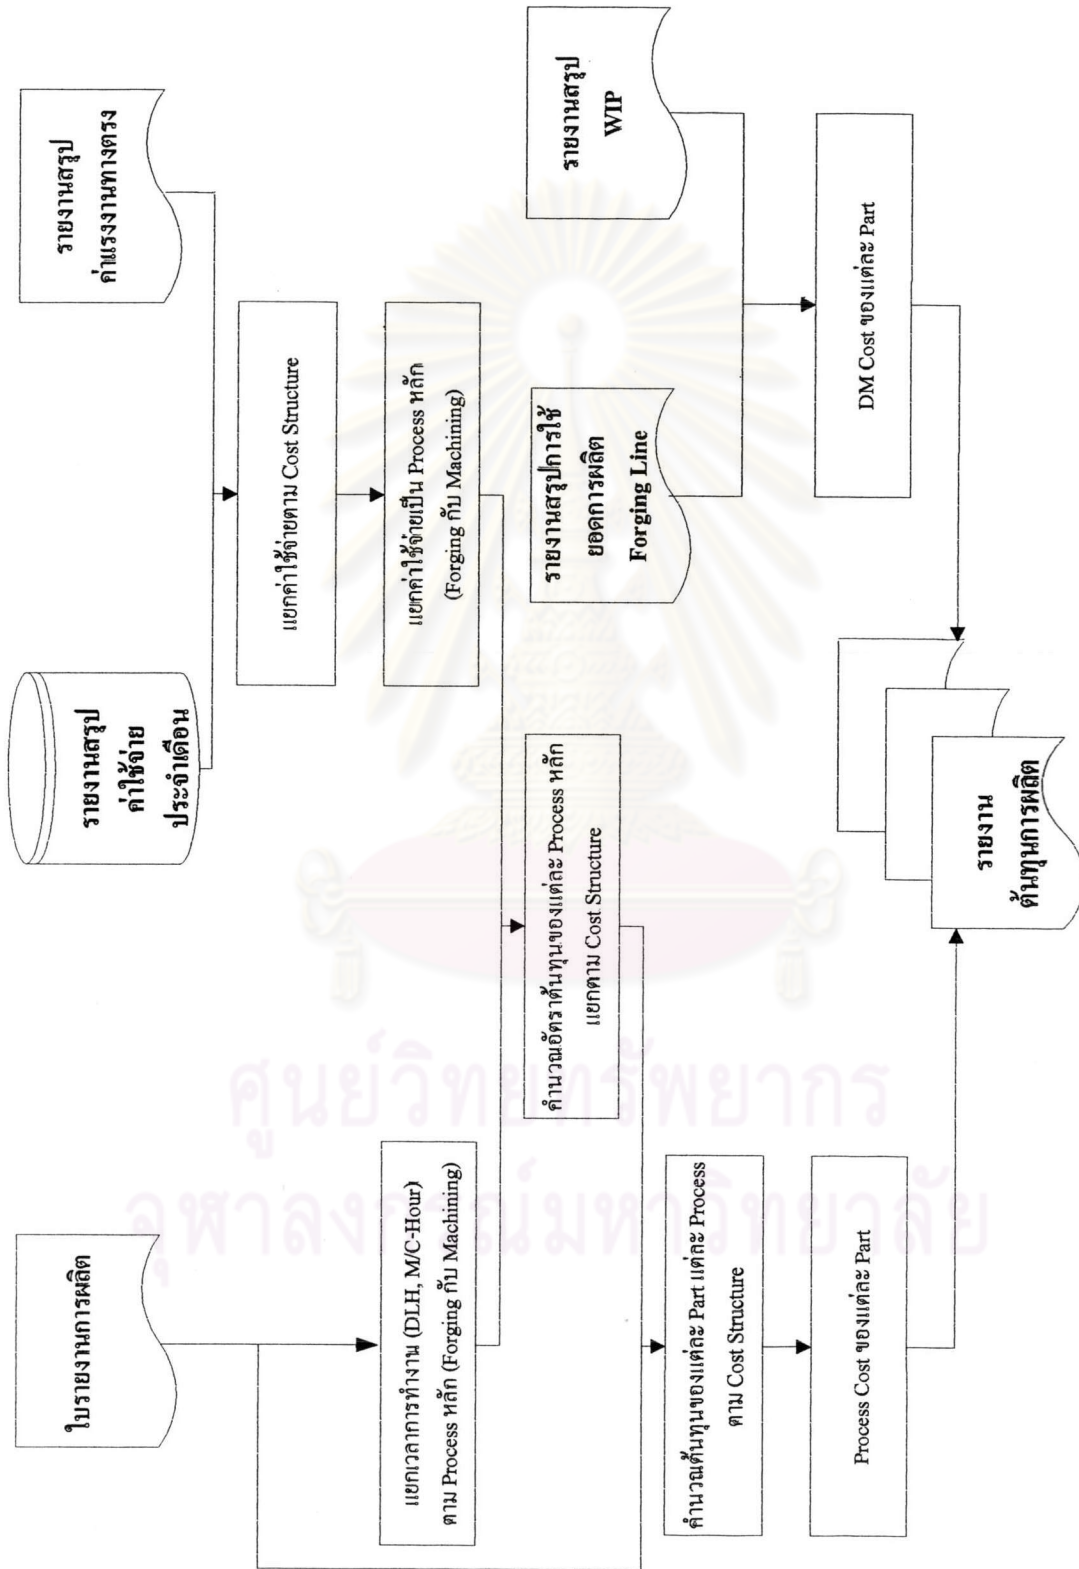 ใบรายงานการผลิต
รายงานสรุป
ค่าใช้จ่าย
ประจำเดือน
รายงานสรุป
ค่าแรงงานทางตรง
แยกค่าใช้จ่ายตาม Cost Structure
แยกเวลาการทำงาน (DLH, M/C-Hour)
ตาม Process หลัก (Forging กับ Machining)
แยกค่าใช้จ่ายเป็น Process หลัก
(Forging กับ Machining)
คำนวณอัตราต้นทุนของแต่ละ Process หลัก
แยกตาม Cost Structure
รายงานสรุปการใช้
ยอดการผลิต
Forging Line
รายงานสรุป
WIP
คำนวณต้นทุนของแต่ละ Part แต่ละ Process
ตาม Cost Structure
Process Cost ของแต่ละ Part
DM Cost ของแต่ละ Part
รายงาน
ต้นทุนการผลิต
ศูนย์วิทยทรัพยากร
จุฬาลงกรณ์มหาวิทยาลัย